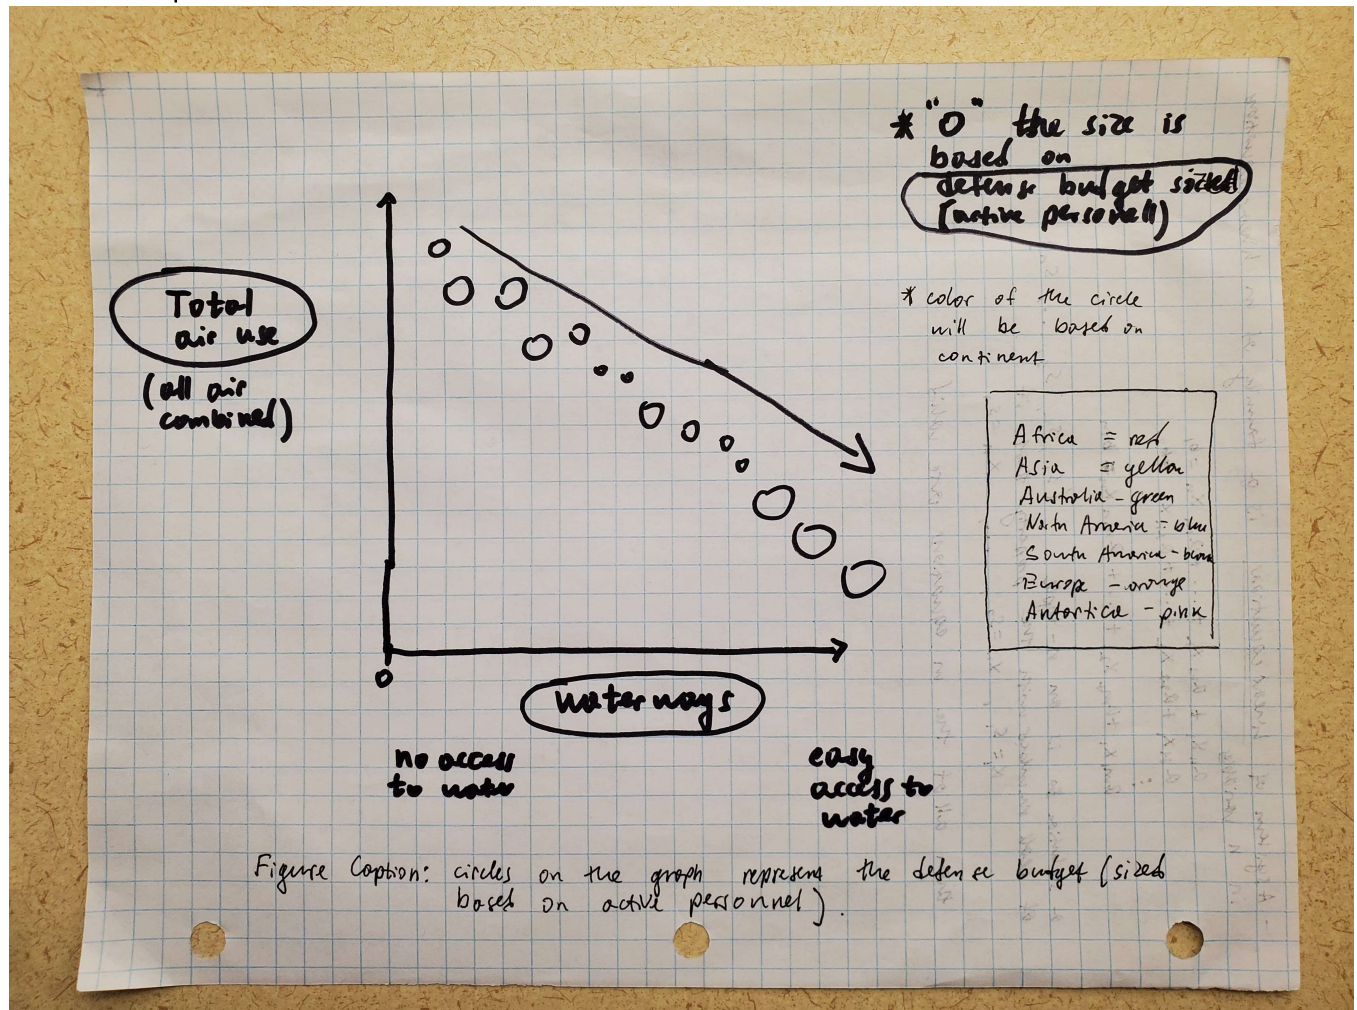 * "O" the size is
based on
defense budget sized
(active personell)
Total
air use
(all air
combined)
* color of the circle
will be based on
continent
Africa = red
Asia = yellow
Australia - green
North America - blue
South America -
Europe - orange
Antartica - pink
0
waterways
no access
to water
easy
access to
water
Figure Caption: circles on the graph represent the defense budget (sized
based on active personnel).